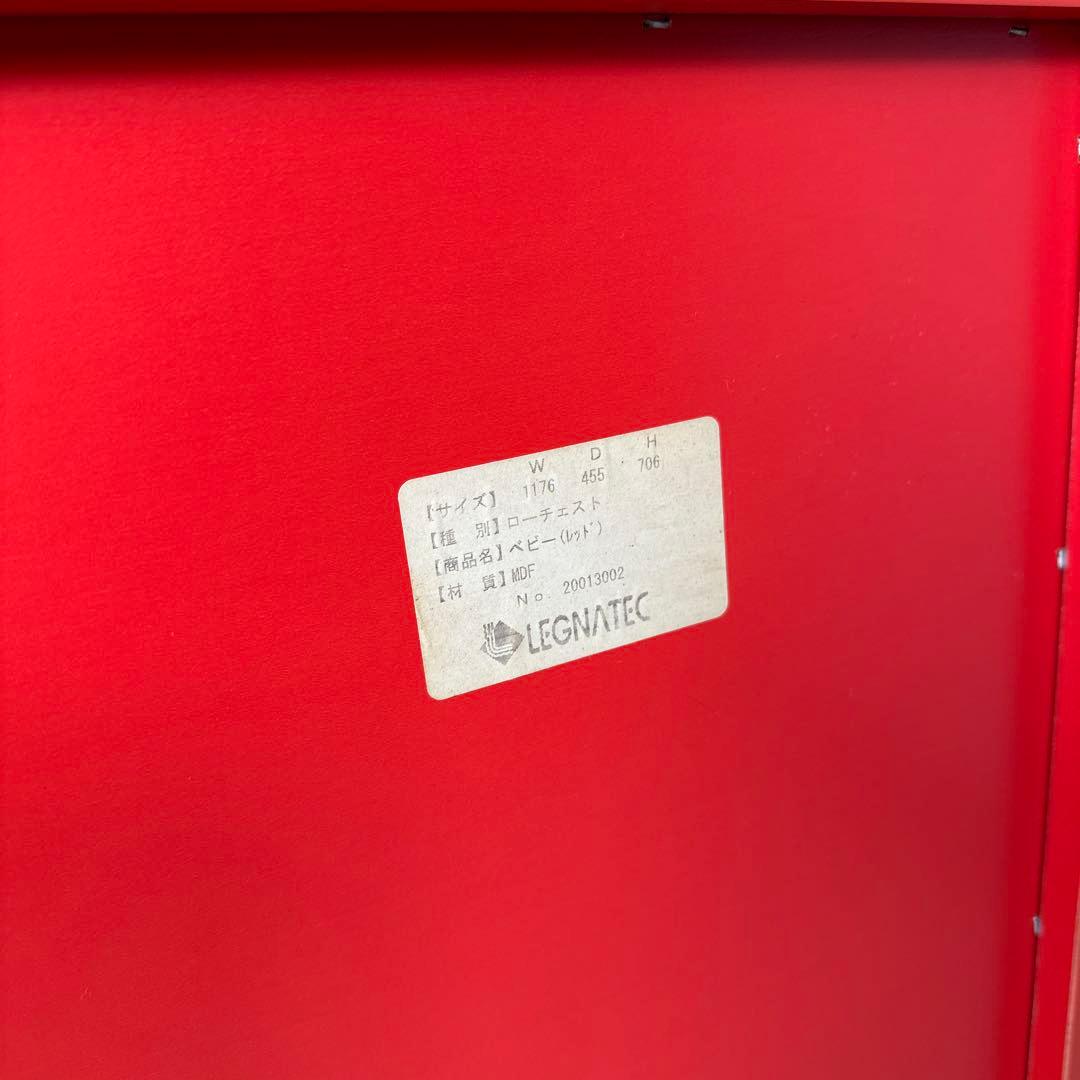 W D H
【サイズ】 1176 455 706
【種 別】ローチェスト
【商品名】ベビー(ﾚｯﾄﾞ)
【材 質】MDF
No. 20013002
LEGNATEC